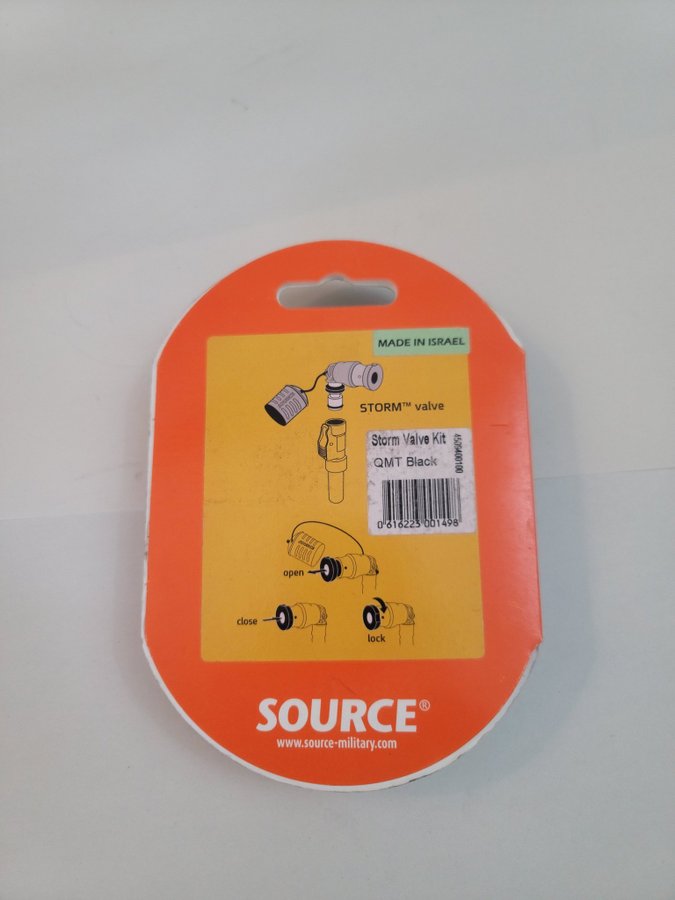 MADE IN ISRAEL
STORM™ valve
Storm Valve Kit
QMT Black
4505400100
0 616223 001498
open
close
lock
SOURCE®
www.source-military.com